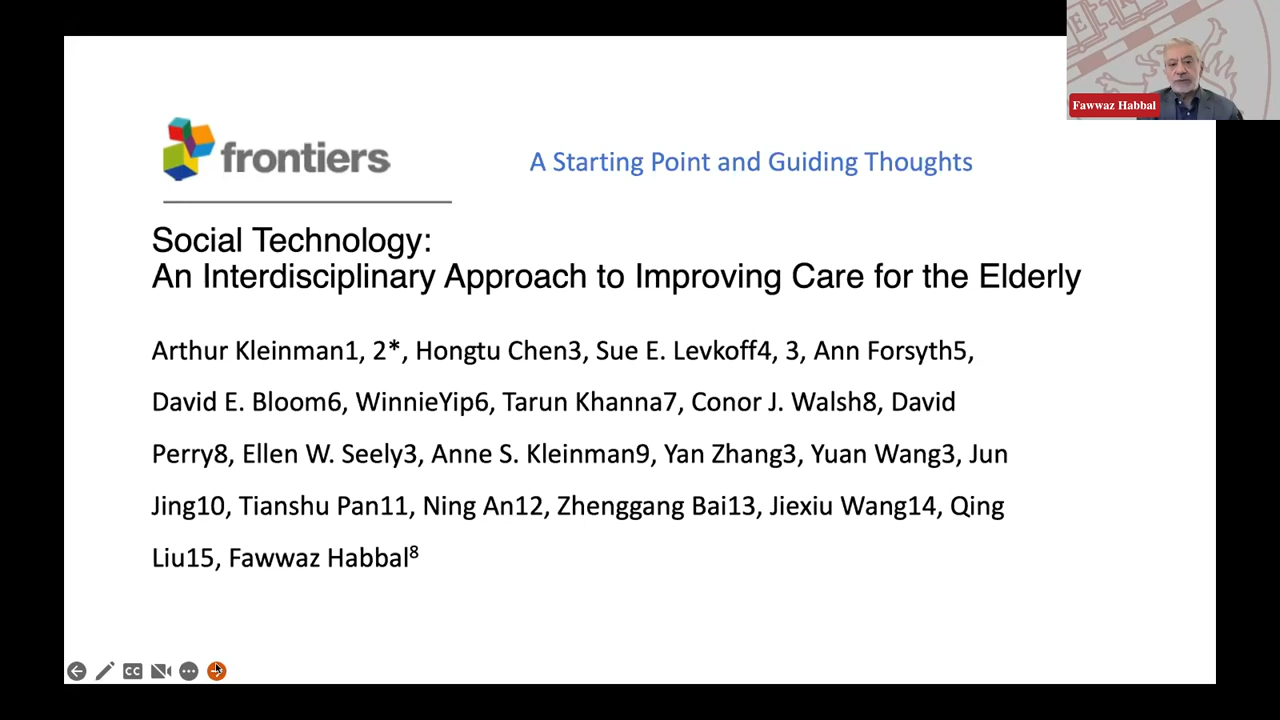 Fawwaz Habbal
frontiers
A Starting Point and Guiding Thoughts
Social Technology:
An Interdisciplinary Approach to Improving Care for the Elderly
Arthur Kleinman1, 2*, Hongtu Chen3, Sue E. Levkoff4, 3, Ann Forsyth5,
David E. Bloom6, WinnieYip6, Tarun Khanna7, Conor J. Walsh8, David
Perry8, Ellen W. Seely3, Anne S. Kleinman9, Yan Zhang3, Yuan Wang3, Jun
Jing10, Tianshu Pan11, Ning An12, Zhenggang Bai13, Jiexiu Wang14, Qing
Liu15, Fawwaz Habbal⁸
CC